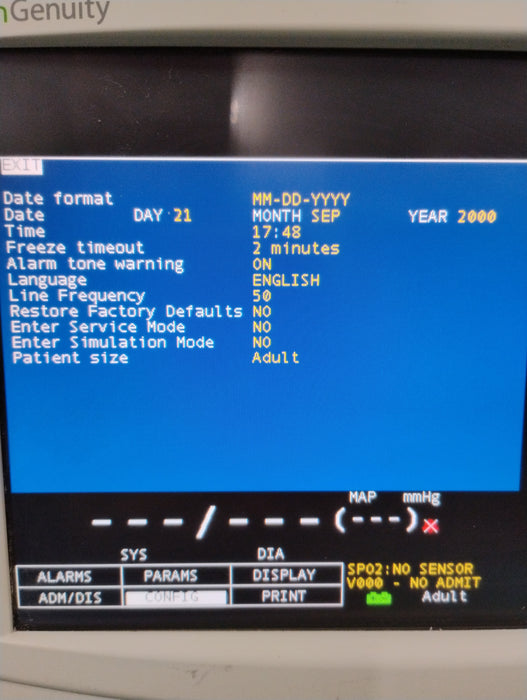 nGenuity
EXIT
Date format MM-DD-YYYY
Date DAY 21 MONTH SEP YEAR 2000
Time 17:48
Freeze timeout 2 minutes
Alarm tone warning ON
Language ENGLISH
Line Frequency 50
Restore Factory Defaults NO
Enter Service Mode NO
Enter Simulation Mode NO
Patient size Adult
MAP mmHg
---/---(---)
SYS DIA
ALARMS PARAMS DISPLAY SPO2:NO SENSOR
V000 - NO ADMIT
ADM/DIS CONFIG PRINT Adult